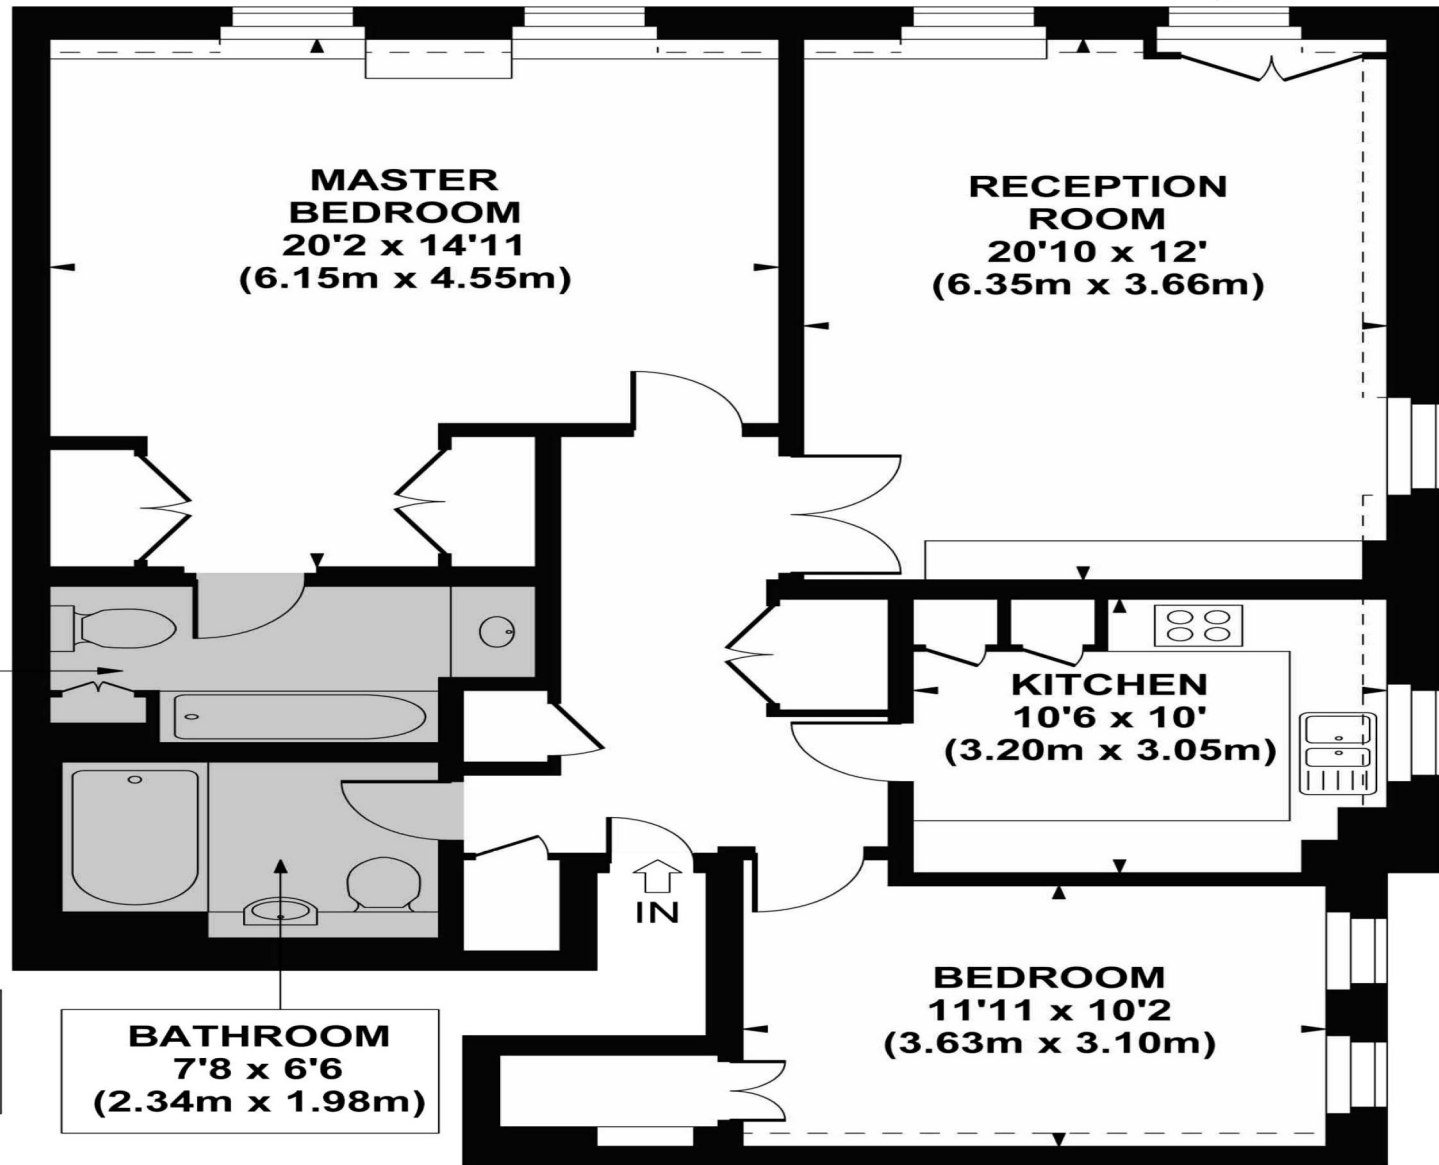 MASTER
BEDROOM
20'2 x 14'11
(6.15m x 4.55m)
RECEPTION
ROOM
20'10 x 12'
(6.35m x 3.66m)
KITCHEN
10'6 x 10'
(3.20m x 3.05m)
IN
BEDROOM
11'11 x 10'2
(3.63m x 3.10m)
BATHROOM
7'8 x 6'6
(2.34m x 1.98m)